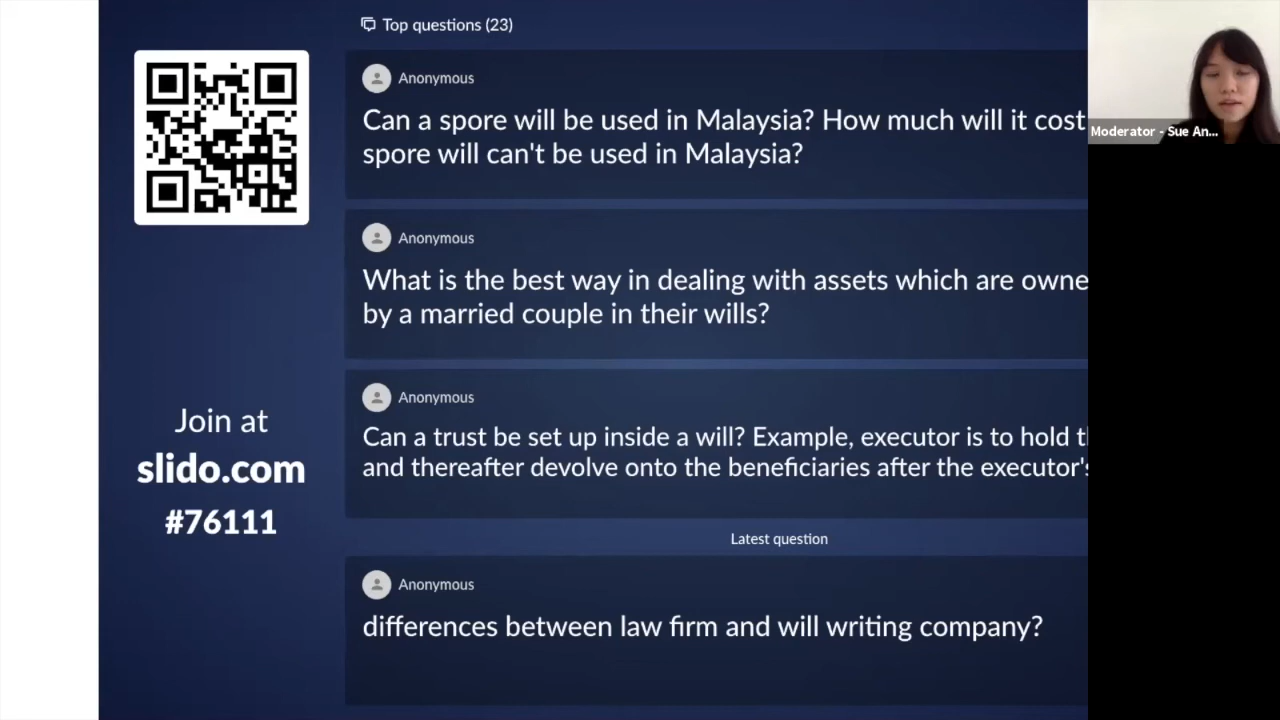 Top questions (23)
Anonymous
Can a spore will be used in Malaysia? How much will it cost
spore will can't be used in Malaysia?
Anonymous
What is the best way in dealing with assets which are owne
by a married couple in their wills?
Anonymous
Can a trust be set up inside a will? Example, executor is to hold
and thereafter devolve onto the beneficiaries after the executor's
Latest question
Anonymous
differences between law firm and will writing company?
Join at
slido.com
#76111
Moderator - Sue An...